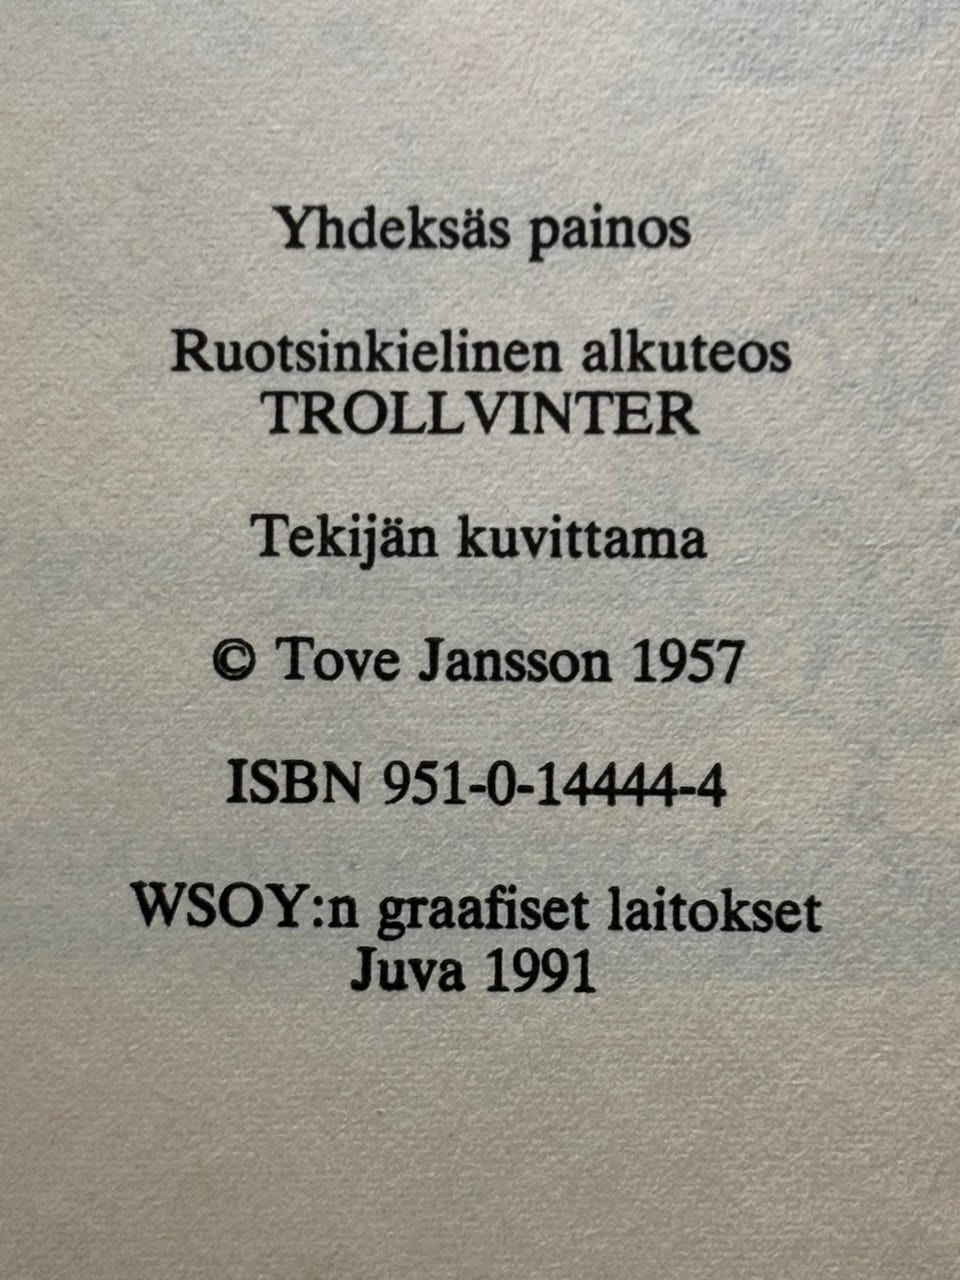 Yhdeksäs painos
Ruotsinkielinen alkuteos
TROLLVINTER
Tekijän kuvittama
© Tove Jansson 1957
ISBN 951-0-14444-4
WSOY:n graafiset laitokset
Juva 1991